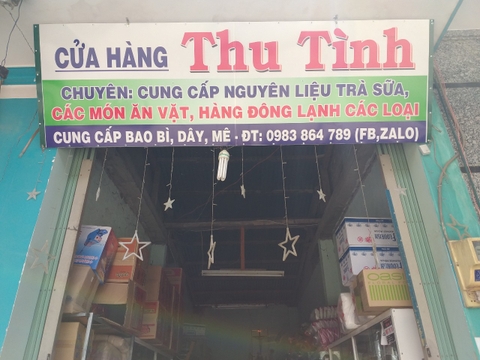 CỬA HÀNG Thu Tình
CHUYÊN: CUNG CẤP NGUYÊN LIỆU TRÀ SỮA,
CÁC MÓN ĂN VẶT, HÀNG ĐÔNG LẠNH CÁC LOẠI
CUNG CẤP BAO BÌ, DÂY, MÊ - ĐT: 0983 864 789 (FB,ZALO)